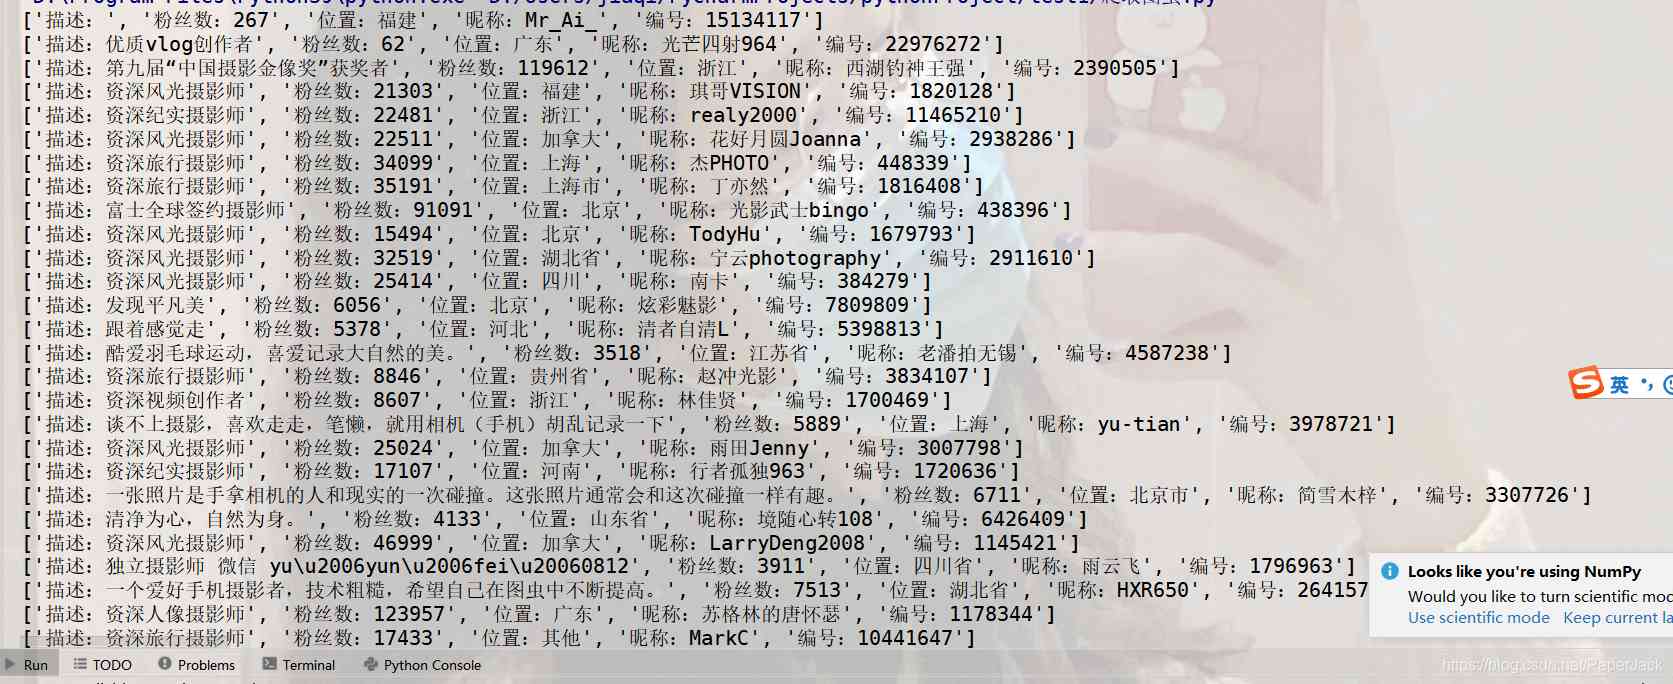 ['描述: ', '粉丝数: 267', '位置: 福建', '昵称: Mr_Ai_', '编号: 15134117']
['描述: 优质vlog创作者', '粉丝数: 62', '位置: 广东', '昵称: 光芒四射964', '编号: 22976272']
['描述: 第九届“中国摄影金像奖”获奖者', '粉丝数: 119612', '位置: 浙江', '昵称: 西湖钓神王强', '编号: 2390505']
['描述: 资深风光摄影师', '粉丝数: 21303', '位置: 福建', '昵称: 琪哥VISION', '编号: 1820128']
['描述: 资深纪实摄影师', '粉丝数: 22481', '位置: 浙江', '昵称: realy2000', '编号: 11465210']
['描述: 资深风光摄影师', '粉丝数: 22511', '位置: 加拿大', '昵称: 花好月圆Joanna', '编号: 2938286']
['描述: 资深旅行摄影师', '粉丝数: 34099', '位置: 上海', '昵称: 杰PHOTO', '编号: 448339']
['描述: 资深旅行摄影师', '粉丝数: 35191', '位置: 上海市', '昵称: 丁亦然', '编号: 1816408']
['描述: 富士全球签约摄影师', '粉丝数: 91091', '位置: 北京', '昵称: 光影武士bingo', '编号: 438396']
['描述: 资深风光摄影师', '粉丝数: 15494', '位置: 北京', '昵称: TodyHu', '编号: 1679793']
['描述: 资深风光摄影师', '粉丝数: 32519', '位置: 湖北省', '昵称: 宁云photography', '编号: 2911610']
['描述: 资深风光摄影师', '粉丝数: 25414', '位置: 四川', '昵称: 南卡', '编号: 384279']
['描述: 发现平凡美', '粉丝数: 6056', '位置: 北京', '昵称: 炫彩魅影', '编号: 7809809']
['描述: 跟着感觉走', '粉丝数: 5378', '位置: 河北', '昵称: 清者自清L', '编号: 5398813']
['描述: 酷爱羽毛球运动，喜爱记录大自然的美。', '粉丝数: 3518', '位置: 江苏省', '昵称: 老潘拍无锡', '编号: 4587238']
['描述: 资深旅行摄影师', '粉丝数: 8846', '位置: 贵州省', '昵称: 赵冲光影', '编号: 3834107']
['描述: 资深视频创作者', '粉丝数: 8607', '位置: 浙江', '昵称: 林佳贤', '编号: 1700469']
['描述: 谈不上摄影，喜欢走走，笔懒，就用相机（手机）胡乱记录一下', '粉丝数: 5889', '位置: 上海', '昵称: yu-tian', '编号: 3978721']
['描述: 资深风光摄影师', '粉丝数: 25024', '位置: 加拿大', '昵称: 雨田Jenny', '编号: 3007798']
['描述: 资深纪实摄影师', '粉丝数: 17107', '位置: 河南', '昵称: 行者孤独963', '编号: 1720636']
['描述: 一张照片是手拿相机的人和现实的一次碰撞。这张照片通常会和这次碰撞一样有趣。', '粉丝数: 6711', '位置: 北京市', '昵称: 简雪木梓', '编号: 3307726']
['描述: 清净为心，自然为身。', '粉丝数: 4133', '位置: 山东省', '昵称: 境随心转108', '编号: 6426409']
['描述: 资深风光摄影师', '粉丝数: 46999', '位置: 加拿大', '昵称: LarryDeng2008', '编号: 1145421']
['描述: 独立摄影师 微信 yu\u2006yun\u2006fei\u20060812', '粉丝数: 3911', '位置: 四川省', '昵称: 雨云飞', '编号: 1796963']
['描述: 一个爱好手机摄影者，技术粗糙，希望自己在图虫中不断提高。', '粉丝数: 7513', '位置: 湖北省', '昵称: HXR650', '编号: 264157
['描述: 资深人像摄影师', '粉丝数: 123957', '位置: 广东', '昵称: 苏格林的唐怀瑟', '编号: 1178344']
['描述: 资深旅行摄影师', '粉丝数: 17433', '位置: 其他', '昵称: MarkC', '编号: 10441647']
英
Looks like you're using NumPy
Would you like to turn scientific mod
Use scientific mode Keep current la
Run TODO Problems Terminal Python Console
https://blog.csdn.net/PaperJack